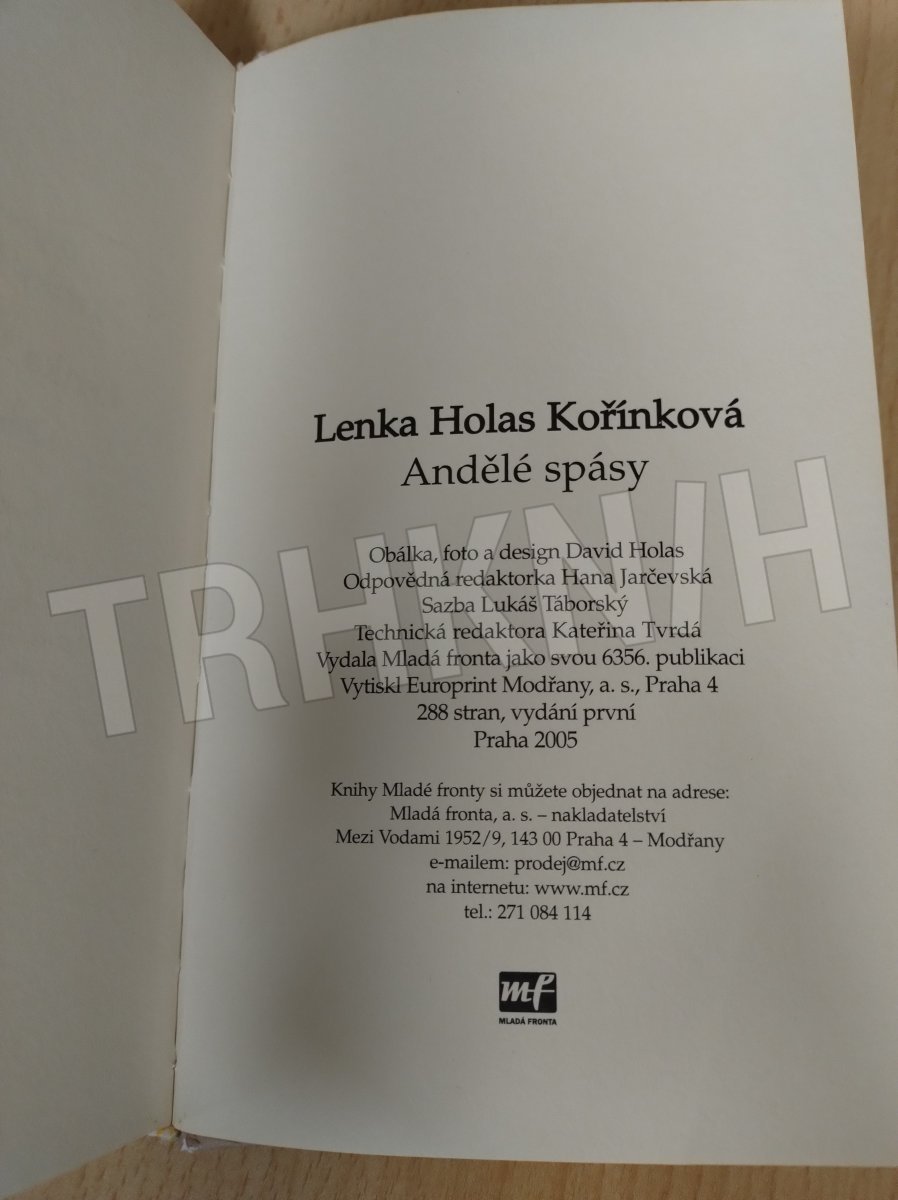 Lenka Holas Kořínková
Andělé spásy
Obálka, foto a design David Holas
Odpovědná redaktorka Hana Jarčevská
Sazba Lukáš Táborský
Technická redaktora Kateřina Tvrdá
Vydala Mladá fronta jako svou 6356. publikaci
Vytiskl Europrint Modřany, a. s., Praha 4
288 stran, vydání první
Praha 2005
Knihy Mladé fronty si můžete objednat na adrese:
Mladá fronta, a. s. – nakladatelství
Mezi Vodami 1952/9, 143 00 Praha 4 – Modřany
e-mailem: prodej@mf.cz
na internetu: www.mf.cz
tel.: 271 084 114
mf
MLADÁ FRONTA
TRHKNIH